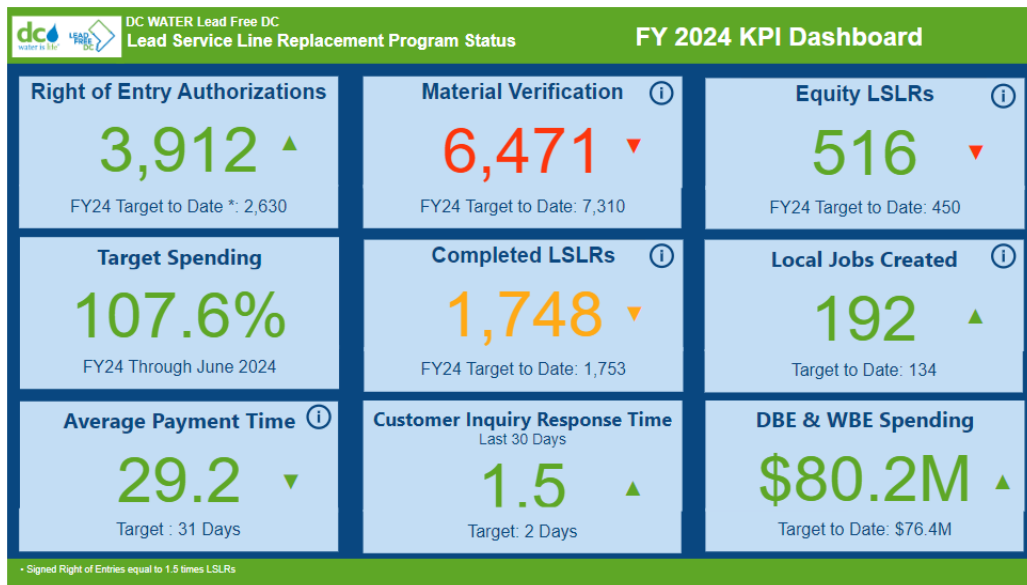 dc
water is life
LEAD
FREE
DC
DC WATER Lead Free DC
Lead Service Line Replacement Program Status
FY 2024 KPI Dashboard
Right of Entry Authorizations
3,912 ▲
FY24 Target to Date *: 2,630
Material Verification ⓘ
6,471 ▼
FY24 Target to Date: 7,310
Equity LSLRs ⓘ
516 ▼
FY24 Target to Date: 450
Target Spending
107.6%
FY24 Through June 2024
Completed LSLRs ⓘ
1,748 ▼
FY24 Target to Date: 1,753
Local Jobs Created ⓘ
192 ▲
Target to Date: 134
Average Payment Time ⓘ
29.2 ▼
Target : 31 Days
Customer Inquiry Response Time
Last 30 Days
1.5 ▲
Target: 2 Days
DBE & WBE Spending
$80.2M ▲
Target to Date: $76.4M
• Signed Right of Entries equal to 1.5 times LSLRs